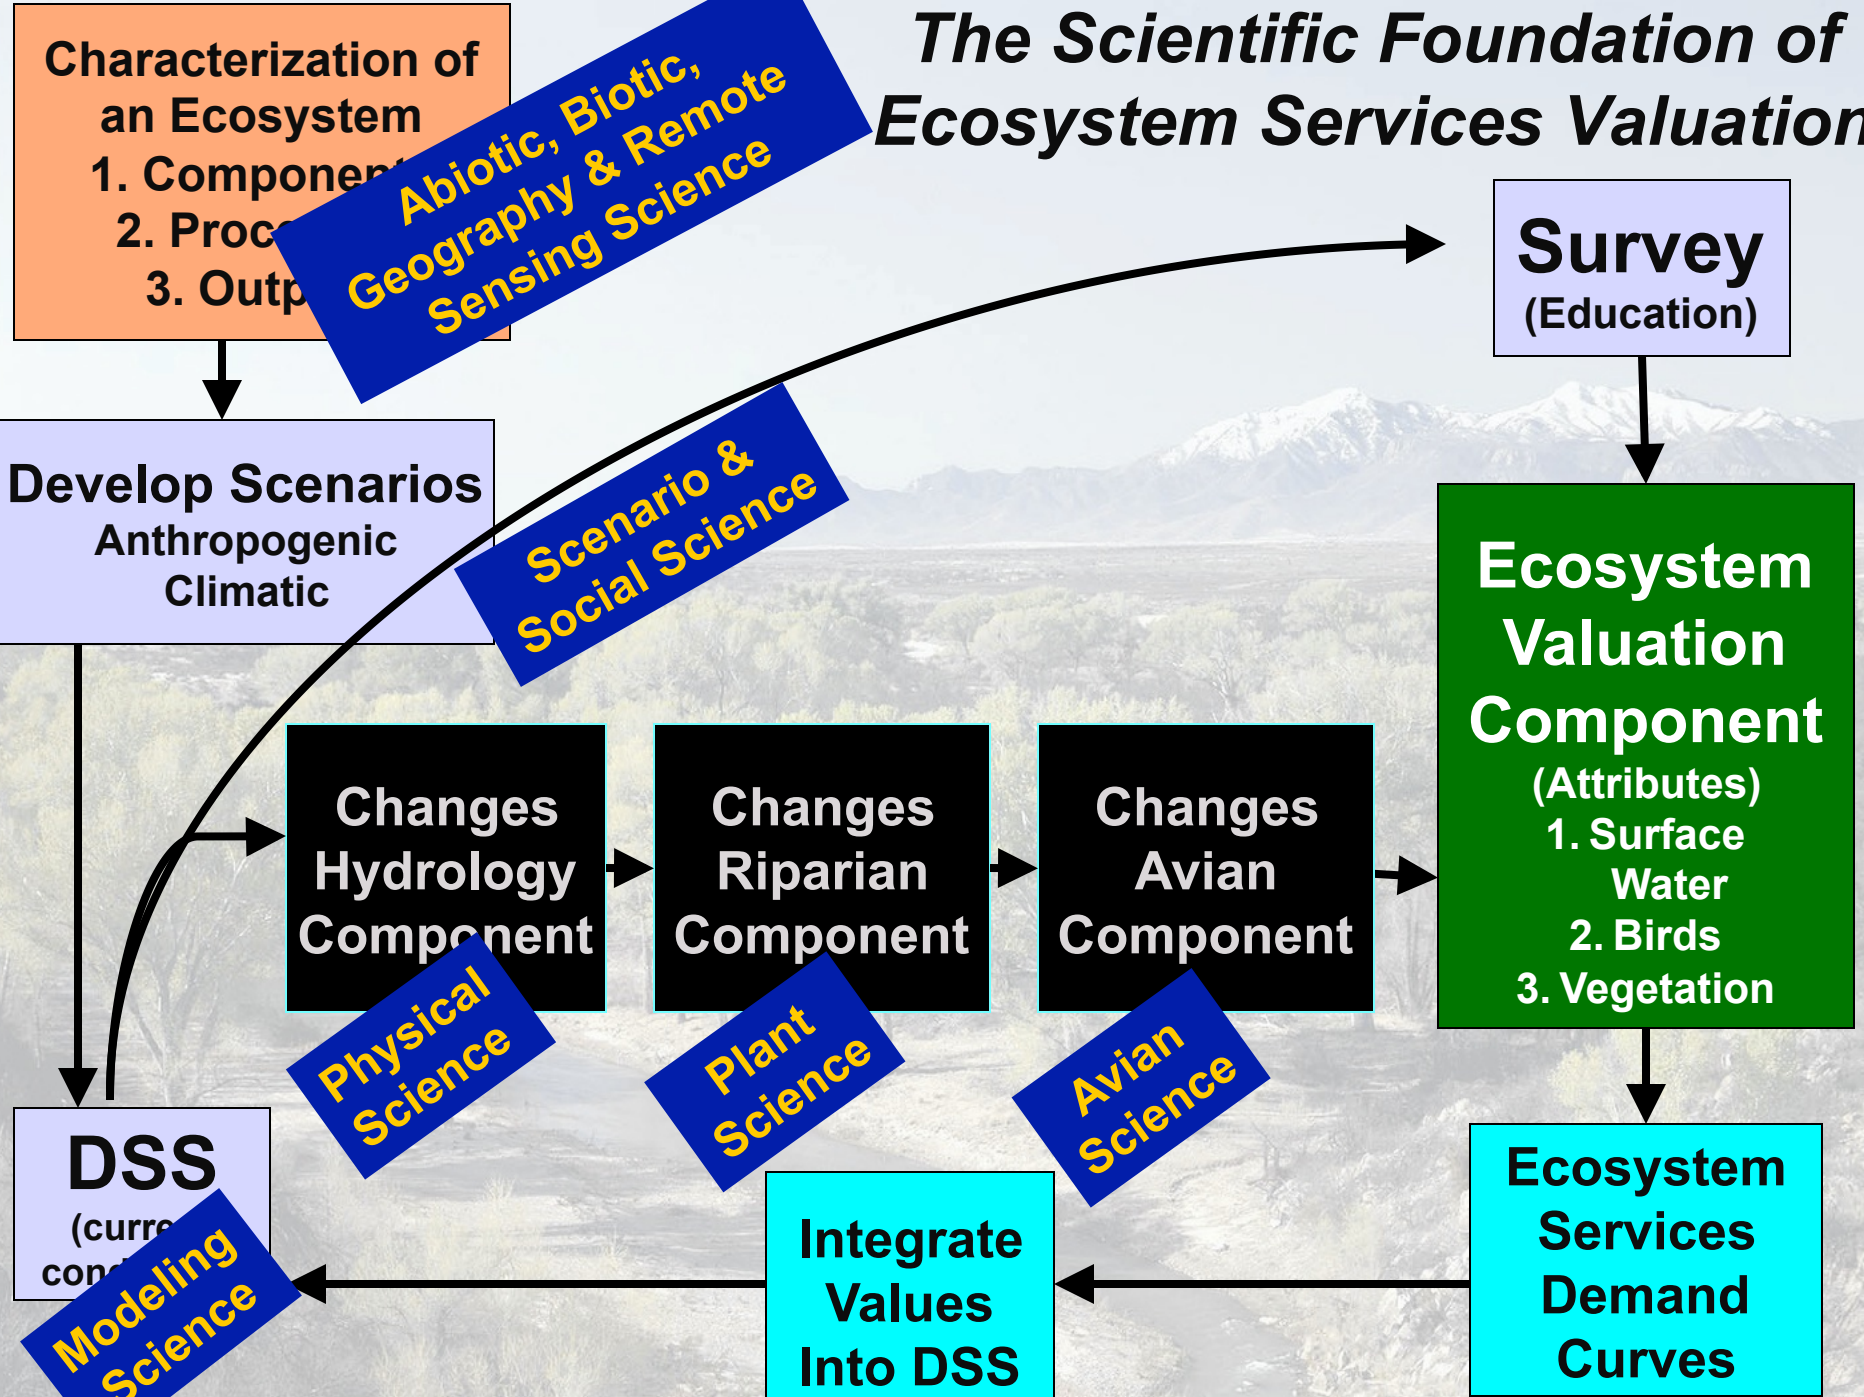 The Scientific Foundation of
Ecosystem Services Valuation
Characterization of
an Ecosystem
1.
2.
3.
Abiotic, Biotic,
Geography & Remote
Sensing Science
Survey
(Education)
Develop Scenarios
Anthropogenic
Climatic
Scenario &
Social Science
Changes
Hydrology
Component
Changes
Riparian
Component
Changes
Avian
Component
Ecosystem
Valuation
Component
(Attributes)
1. Surface
Water
2. Birds
3. Vegetation
Physical
Science
Plant
Science
Avian
Science
DSS
Modeling
Science
Integrate
Values
Into DSS
Ecosystem
Services
Demand
Curves